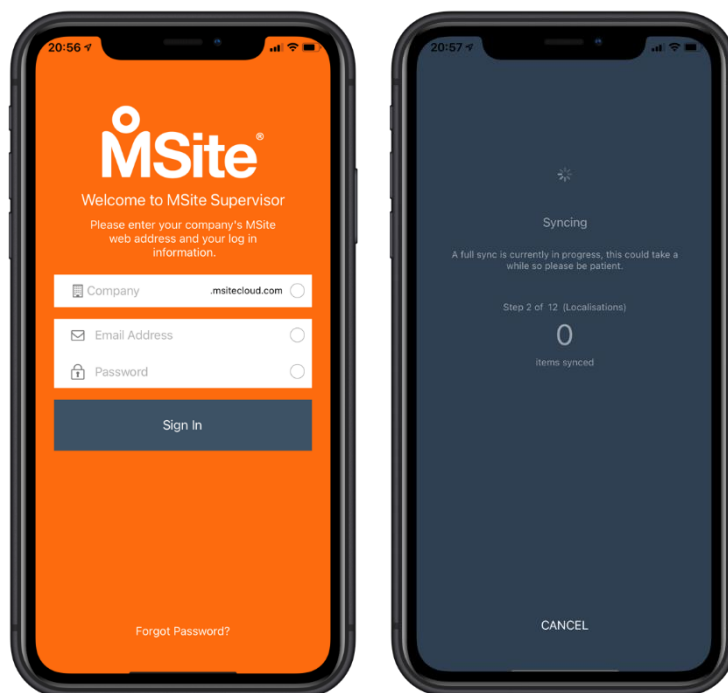 20:56
MSite®
Welcome to MSite Supervisor
Please enter your company's MSite
web address and your log in
information.
Company .msitecloud.com
Email Address
Password
Sign In
Forgot Password?
20:57
Syncing
A full sync is currently in progress, this could take a
while so please be patient.
Step 2 of 12 (Localisations)
0
items synced
CANCEL